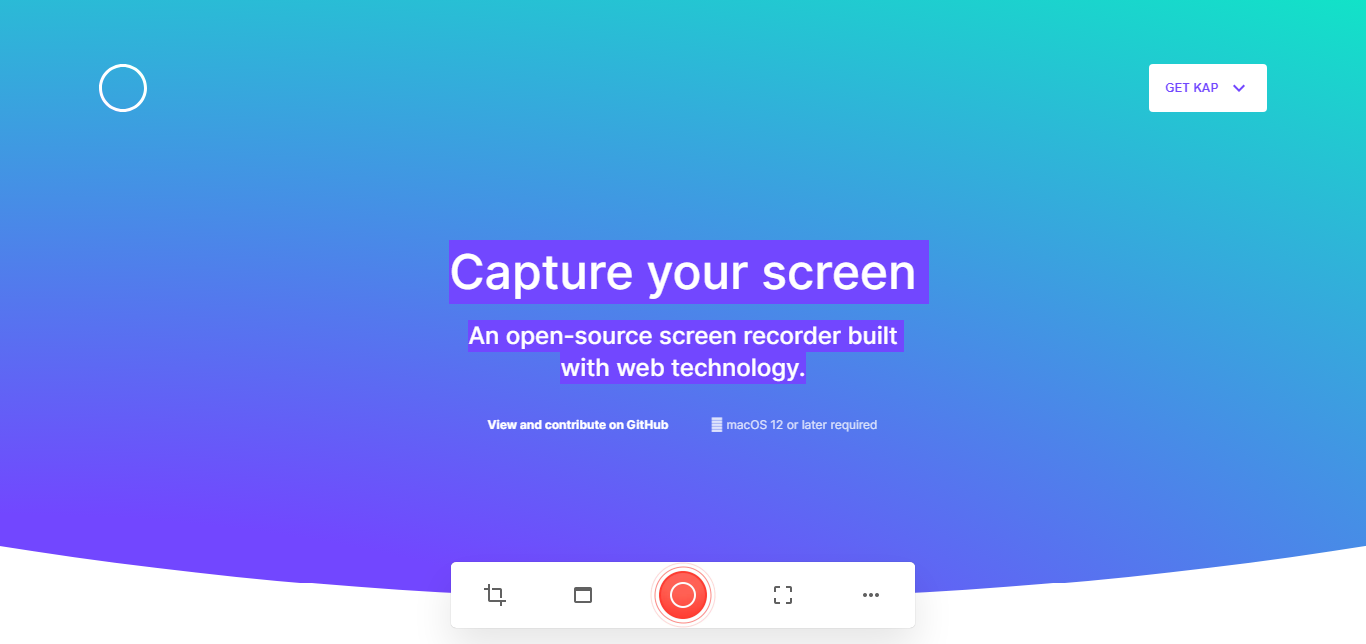 GET KAP
Capture your screen
An open-source screen recorder built
with web technology.
View and contribute on GitHub
macOS 12 or later required